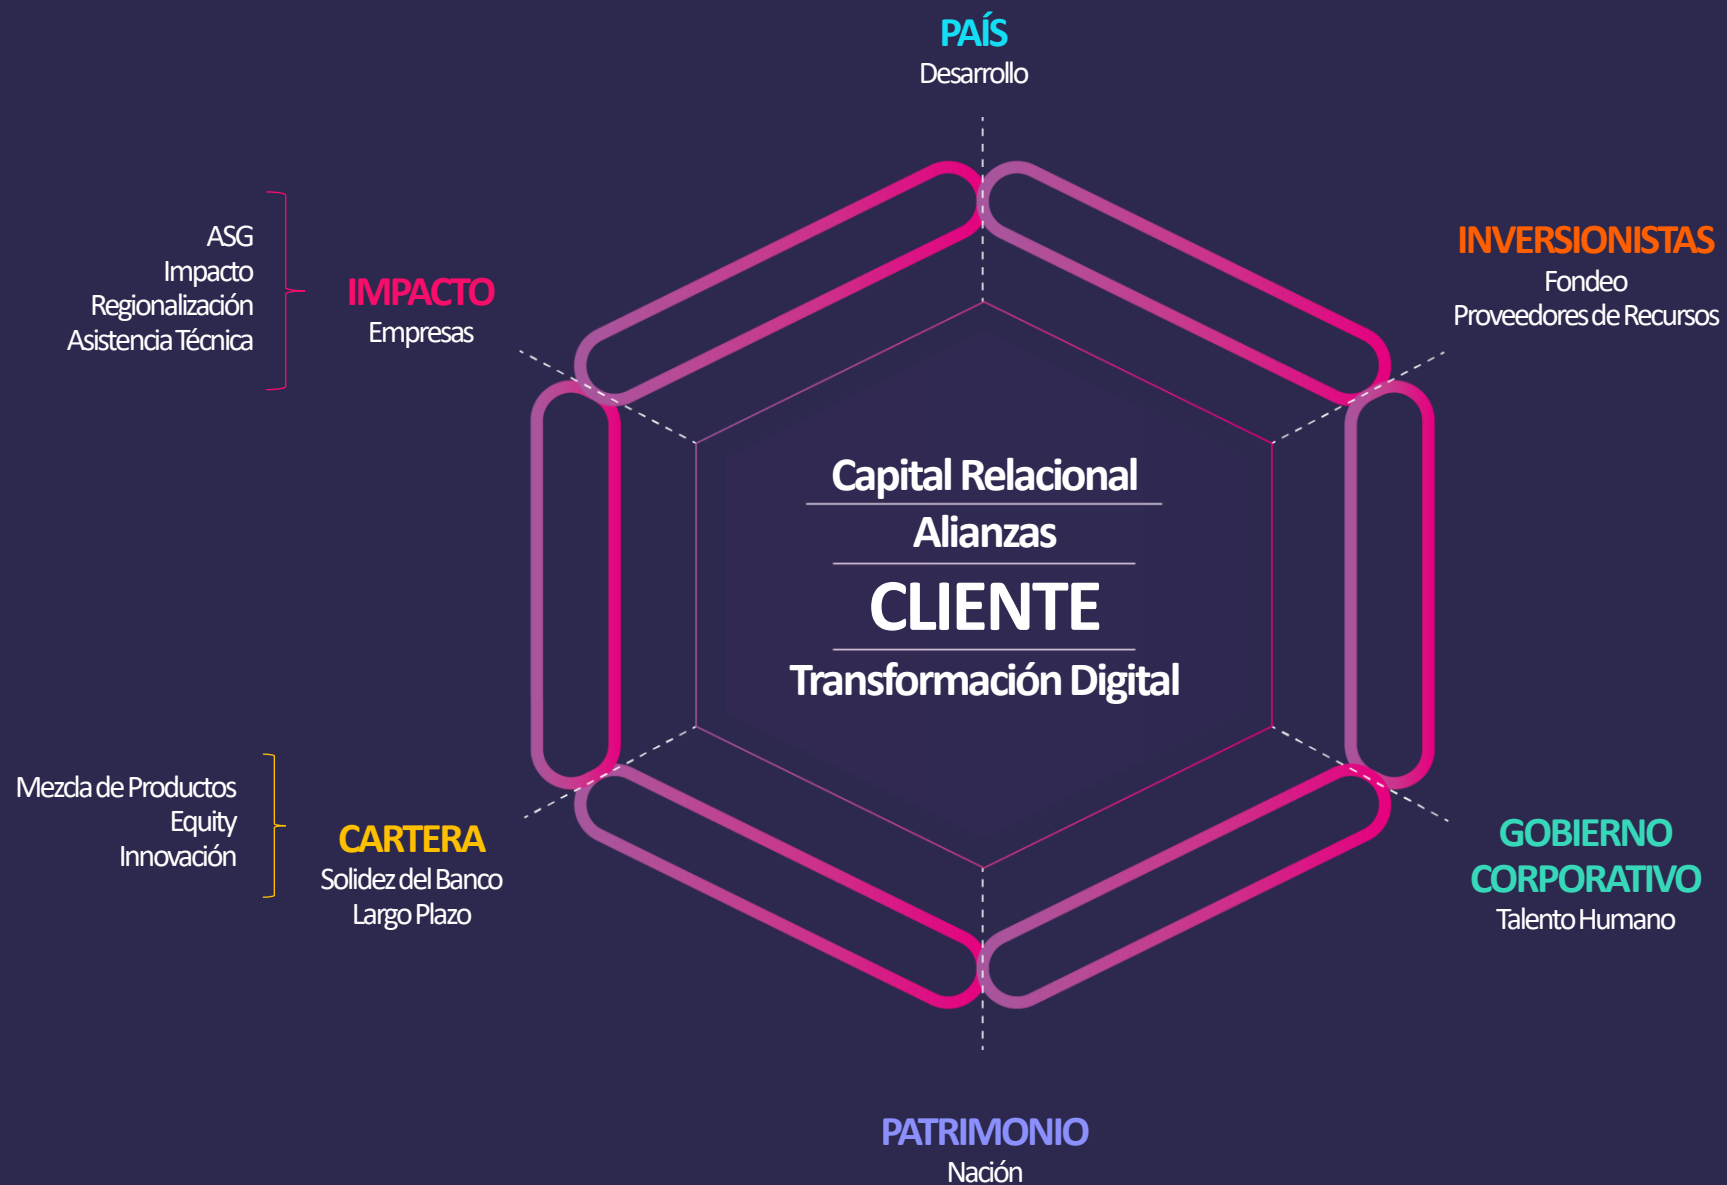 PAÍS
Desarrollo
ASG
Impacto
Regionalización
Asistencia Técnica
IMPACTO
Empresas
INVERSIONISTAS
Fondeo
Proveedores de Recursos
Capital Relacional
Alianzas
CLIENTE
Transformación Digital
Mezcla de Productos
Equity
Innovación
CARTERA
Solidez del Banco
Largo Plazo
GOBIERNO
CORPORATIVO
Talento Humano
PATRIMONIO
Nación